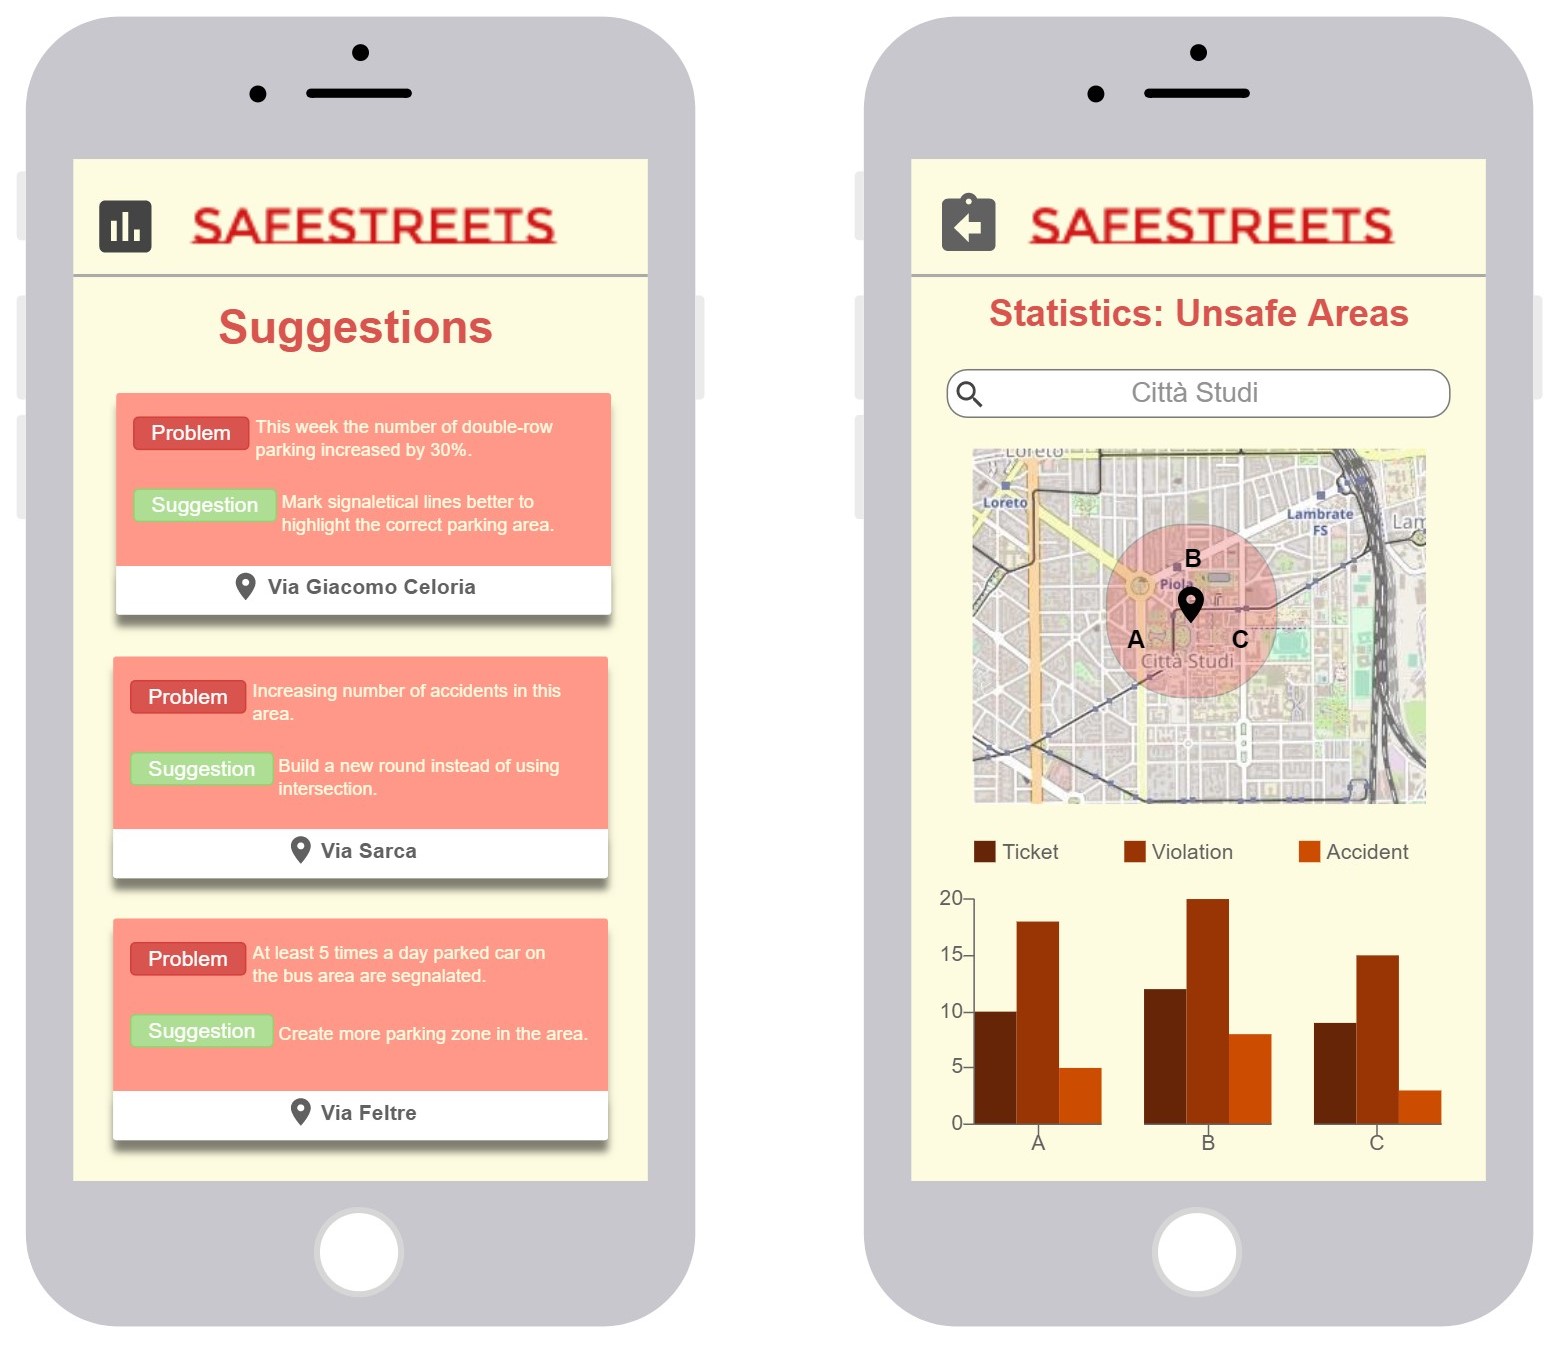 SAFESTREETS
Suggestions
Problem
This week the number of double-row
parking increased by 30%.
Suggestion
Mark signaletical lines better to
highlight the correct parking area.
Via Giacomo Celoria
Problem
Increasing number of accidents in this
area.
Suggestion
Build a new round instead of using
intersection.
Via Sarca
Problem
At least 5 times a day parked car on
the bus area are segnalated.
Suggestion
Create more parking zone in the area.
Via Feltre
SAFESTREETS
Statistics: Unsafe Areas
Città Studi
Loreto
Loreto
Lambrate
FS
Lam
B
Piola
A
C
Città Studi
Ticket
Violation
Accident
20
15
10
5
0
A
B
C